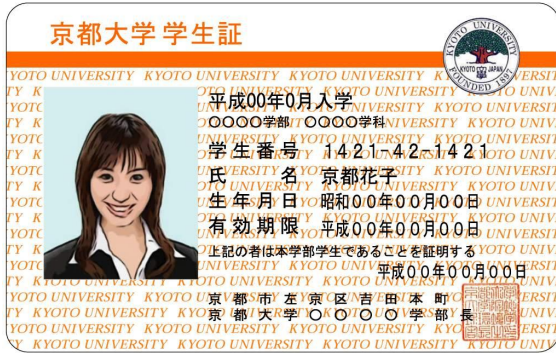 京都大学 学生証
KYOTO UNIVERSITY
KYOTO JAPAN
FOUNDED 1897
平成00年0月入学
○○○○学部 ○○○○学科
学生番号 1421-42-1421
氏名 京都花子
生年月日 昭和00年00月00日
有効期限 平成00年00月00日
上記の者は本学部学生であることを証明する
平成00年00月00日
京都市左京区吉田本町
京都大学○○○○学部長